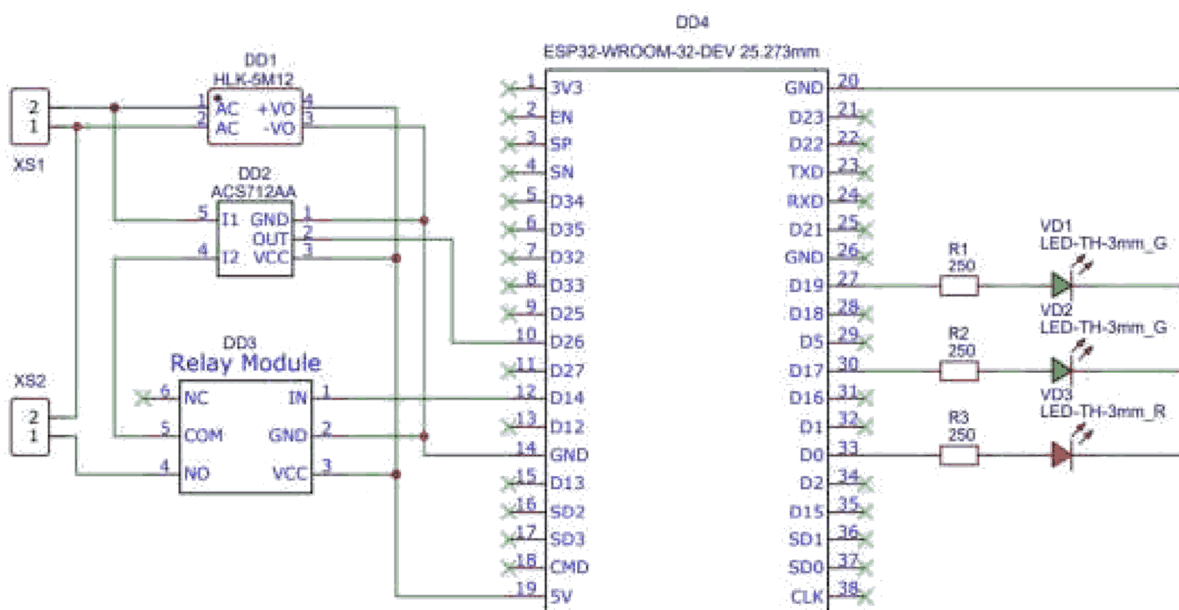 DD4
ESP32-WROOM-32-DEV 25.273mm
DD1
HLK-5M12
1 AC +VO 4
2 AC -VO 3
2
1
XS1
DD2
ACS712AA
5 I1 GND 1
OUT 2
4 I2 VCC 3
DD3
Relay Module
6 NC IN 1
5 COM GND 2
4 NO VCC 3
XS2
2
1
1 3V3 GND 20
2 EN D23 21
3 SP D22 22
4 SN TXD 23
5 D34 RXD 24
6 D35 D21 25
7 D32 GND 26
8 D33 D19 27
9 D25 D18 28
10 D26 D5 29
11 D27 D17 30
12 D14 D16 31
13 D12 D1 32
14 GND D0 33
15 D13 D2 34
16 SD2 D15 35
17 SD3 SD1 36
18 CMD SD0 37
19 5V CLK 38
R1
250
VD1
LED-TH-3mm_G
R2
250
VD2
LED-TH-3mm_G
R3
250
VD3
LED-TH-3mm_R